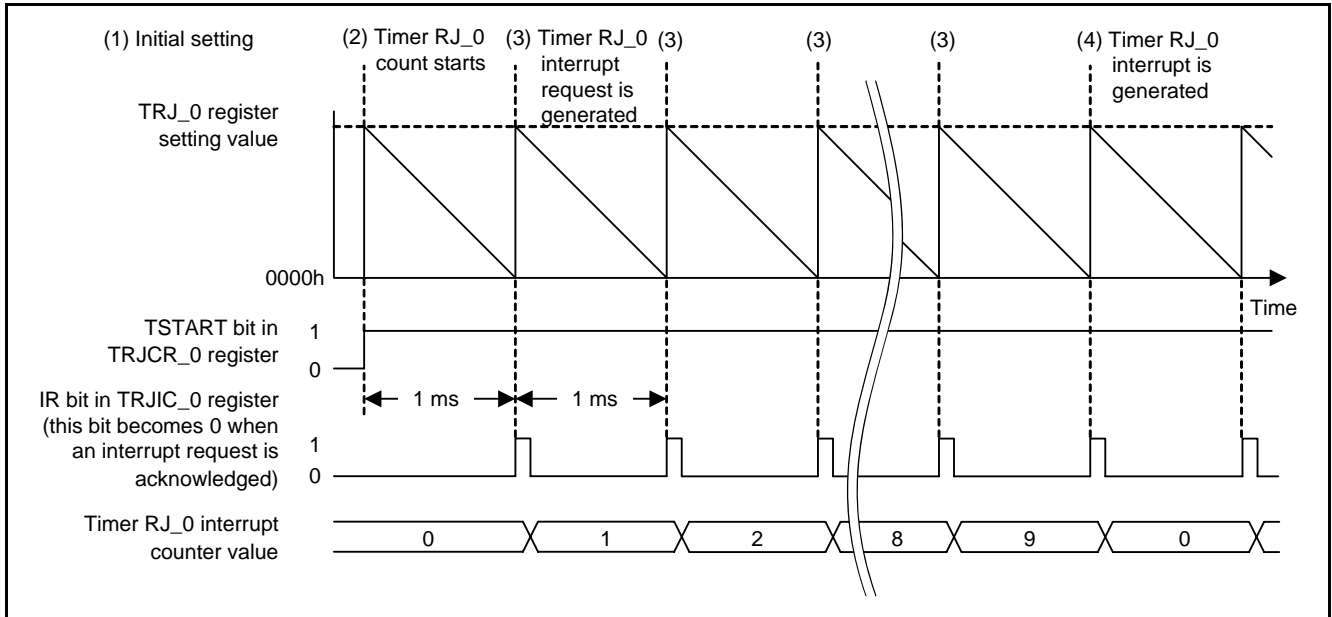 (1) Initial setting
(2) Timer RJ_0
count starts
(3) Timer RJ_0
interrupt
request is
generated
(3)
(3)
(3)
(4) Timer RJ_0
interrupt is
generated
TRJ_0 register
setting value
0000h
Time
TSTART bit in
TRJCR_0 register
1
0
IR bit in TRJIC_0 register
(this bit becomes 0 when
an interrupt request is
acknowledged)
1 ms
1 ms
1
0
Timer RJ_0 interrupt
counter value
0
1
2
8
9
0